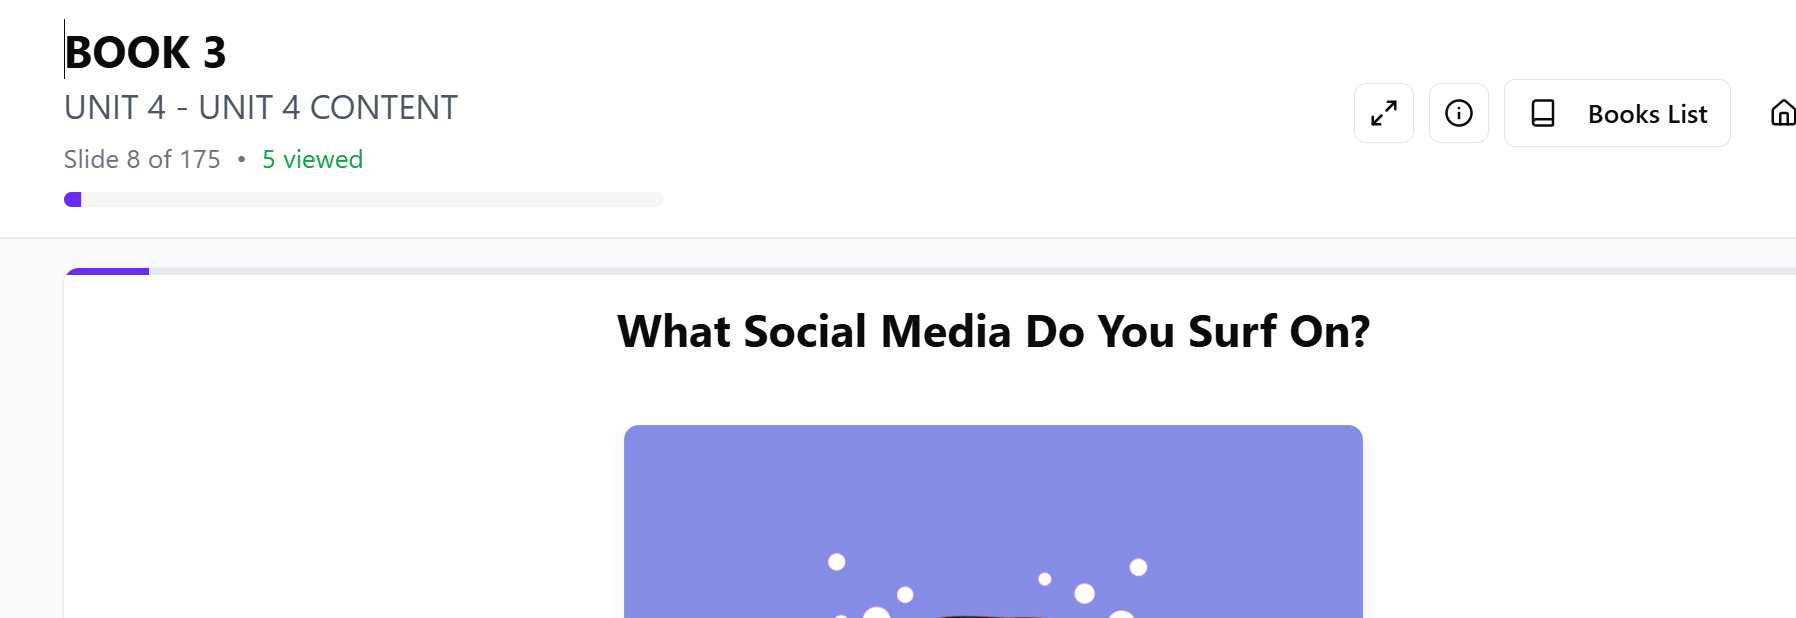 BOOK 3
UNIT 4 - UNIT 4 CONTENT
Slide 8 of 175 • 5 viewed
Books List
What Social Media Do You Surf On?